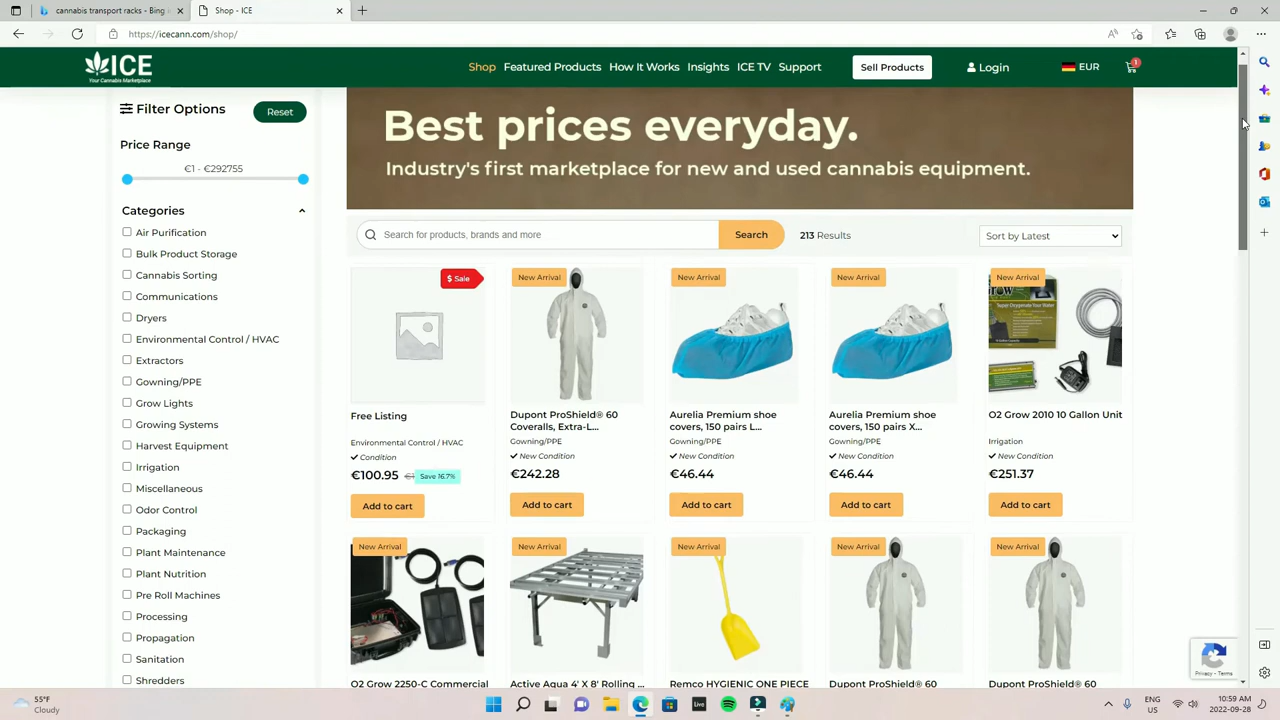 cannabis transport racks - Bing
Shop - ICE
https://icecann.com/shop/
ICE
Your Cannabis Marketplace
Shop Featured Products How It Works Insights ICE TV Support Sell Products Login EUR 1
Filter Options Reset
Price Range
€1 - €292755
Categories
Air Purification
Bulk Product Storage
Cannabis Sorting
Communications
Dryers
Environmental Control / HVAC
Extractors
Gowning/PPE
Grow Lights
Growing Systems
Harvest Equipment
Irrigation
Miscellaneous
Odor Control
Packaging
Plant Maintenance
Plant Nutrition
Pre Roll Machines
Processing
Propagation
Sanitation
Shredders
Best prices everyday.
Industry's first marketplace for new and used cannabis equipment.
Search for products, brands and more Search 213 Results Sort by Latest
$ Sale
Free Listing
Environmental Control / HVAC
Condition
€100.95 Save 16.7%
Add to cart
New Arrival
Dupont ProShield® 60
Coveralls, Extra-L...
Gowning/PPE
New Condition
€242.28
Add to cart
New Arrival
Aurelia Premium shoe
covers, 150 pairs L...
Gowning/PPE
New Condition
€46.44
Add to cart
New Arrival
Aurelia Premium shoe
covers, 150 pairs X...
Gowning/PPE
New Condition
€46.44
Add to cart
New Arrival
O2 Grow 2010 10 Gallon Unit
Irrigation
New Condition
€251.37
Add to cart
New Arrival
O2 Grow 2250-C Commercial
New Arrival
Active Aqua 4' X 8' Rolling ...
New Arrival
Remco HYGIENIC ONE PIECE
New Arrival
Dupont ProShield® 60
New Arrival
Dupont ProShield® 60
Privacy - Terms
55°F
Cloudy
Live
ENG
US
10:59 AM
2022-09-28